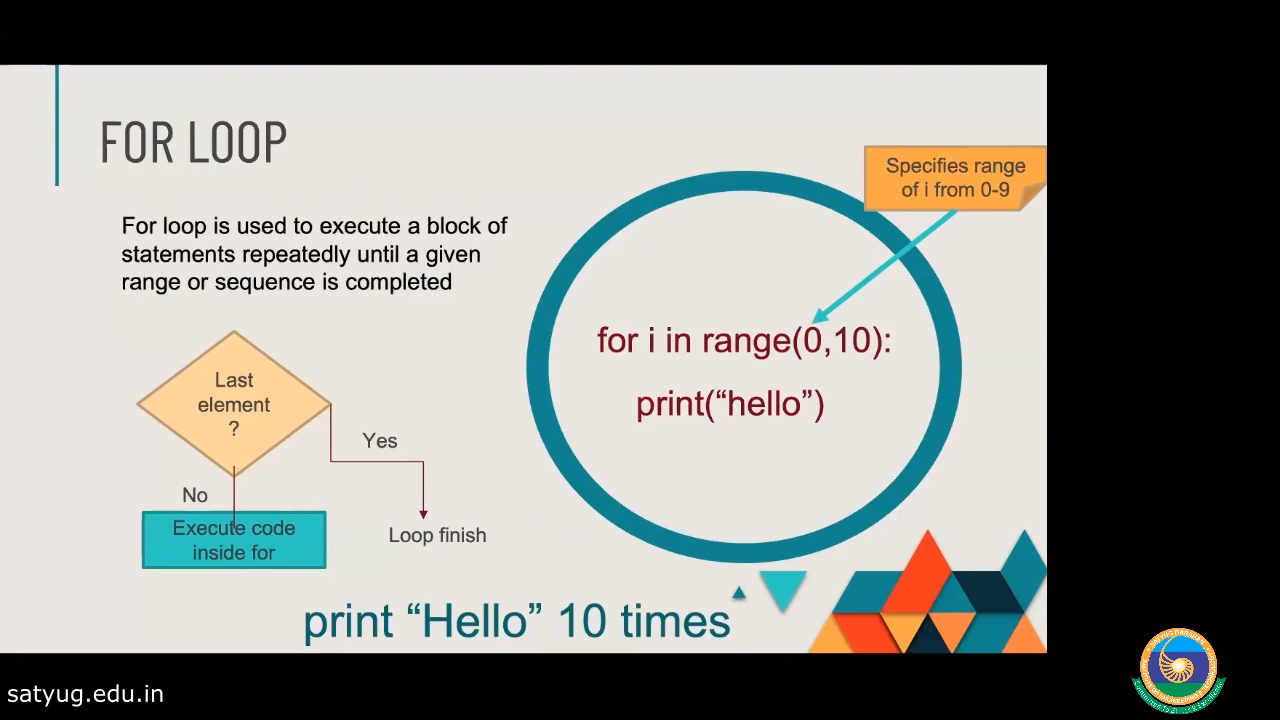 FOR LOOP
Specifies range
of i from 0-9
For loop is used to execute a block of
statements repeatedly until a given
range or sequence is completed
for i in range(0,10):
print(“hello”)
Last
element
?
Yes
No
Execute code
inside for
Loop finish
print “Hello” 10 times
satyug.edu.in